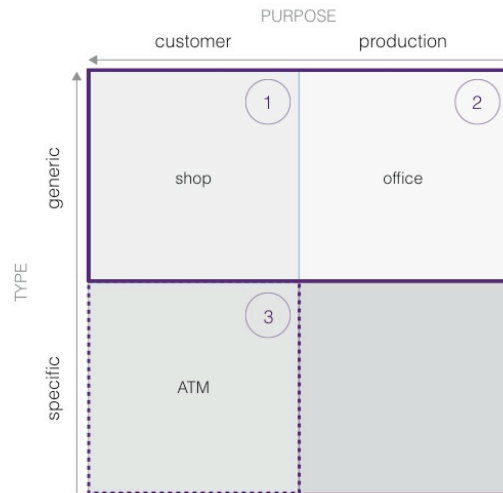 PURPOSE
customer production
TYPE
generic
1
2
shop
office
specific
3
ATM